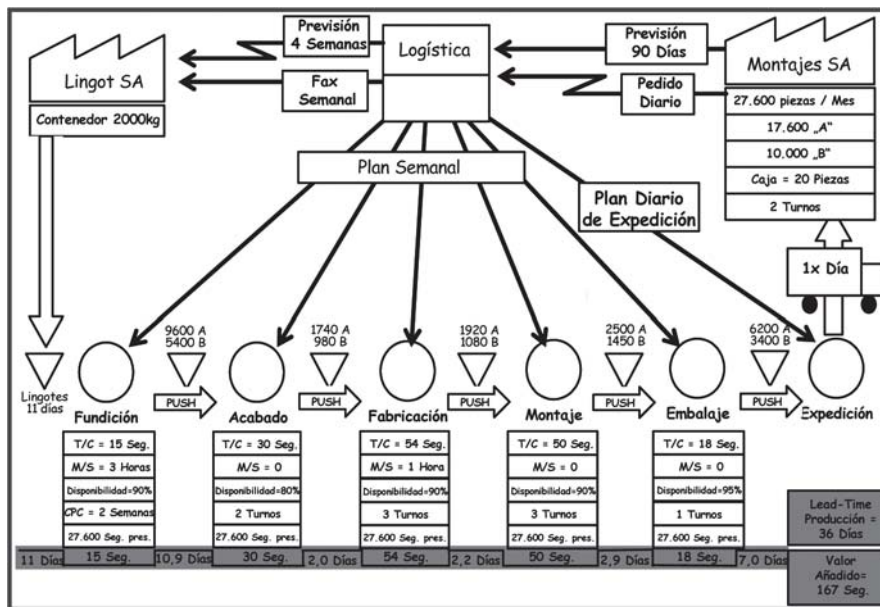 Previsión
4 Semanas
Logística
Previsión
90 Días
Lingot SA
Montajes SA
Fax
Semanal
Pedido
Diario
Contenedor 2000kg
27.600 piezas / Mes
17.600 „A“
10.000 „B“
Caja = 20 Piezas
2 Turnos
Plan Semanal
Plan Diario
de Expedición
1x Día
9600 A
5400 B
1740 A
980 B
1920 A
1080 B
2500 A
1450 B
6200 A
3400 B
Lingotes
11 días
PUSH
PUSH
PUSH
PUSH
PUSH
Fundición
Acabado
Fabricación
Montaje
Embalaje
Expedición
T/C = 15 Seg.
M/S = 3 Horas
Disponibilidad=90%
CPC = 2 Semanas
27.600 Seg. pres.
T/C = 30 Seg.
M/S = 0
Disponibilidad=80%
2 Turnos
27.600 Seg. pres.
T/C = 54 Seg.
M/S = 1 Hora
Disponibilidad=90%
3 Turnos
27.600 Seg. pres.
T/C = 50 Seg.
M/S = 0
Disponibilidad=90%
3 Turnos
27.600 Seg. pres.
T/C = 18 Seg.
M/S = 0
Disponibilidad=95%
1 Turnos
27.600 Seg. pres.
Lead-Time
Producción =
36 Días
11 Días
15 Seg.
10,9 Días
30 Seg.
2,0 Días
54 Seg.
2,2 Días
50 Seg.
2,9 Días
18 Seg.
7,0 Días
Valor
Añadido=
167 Seg.